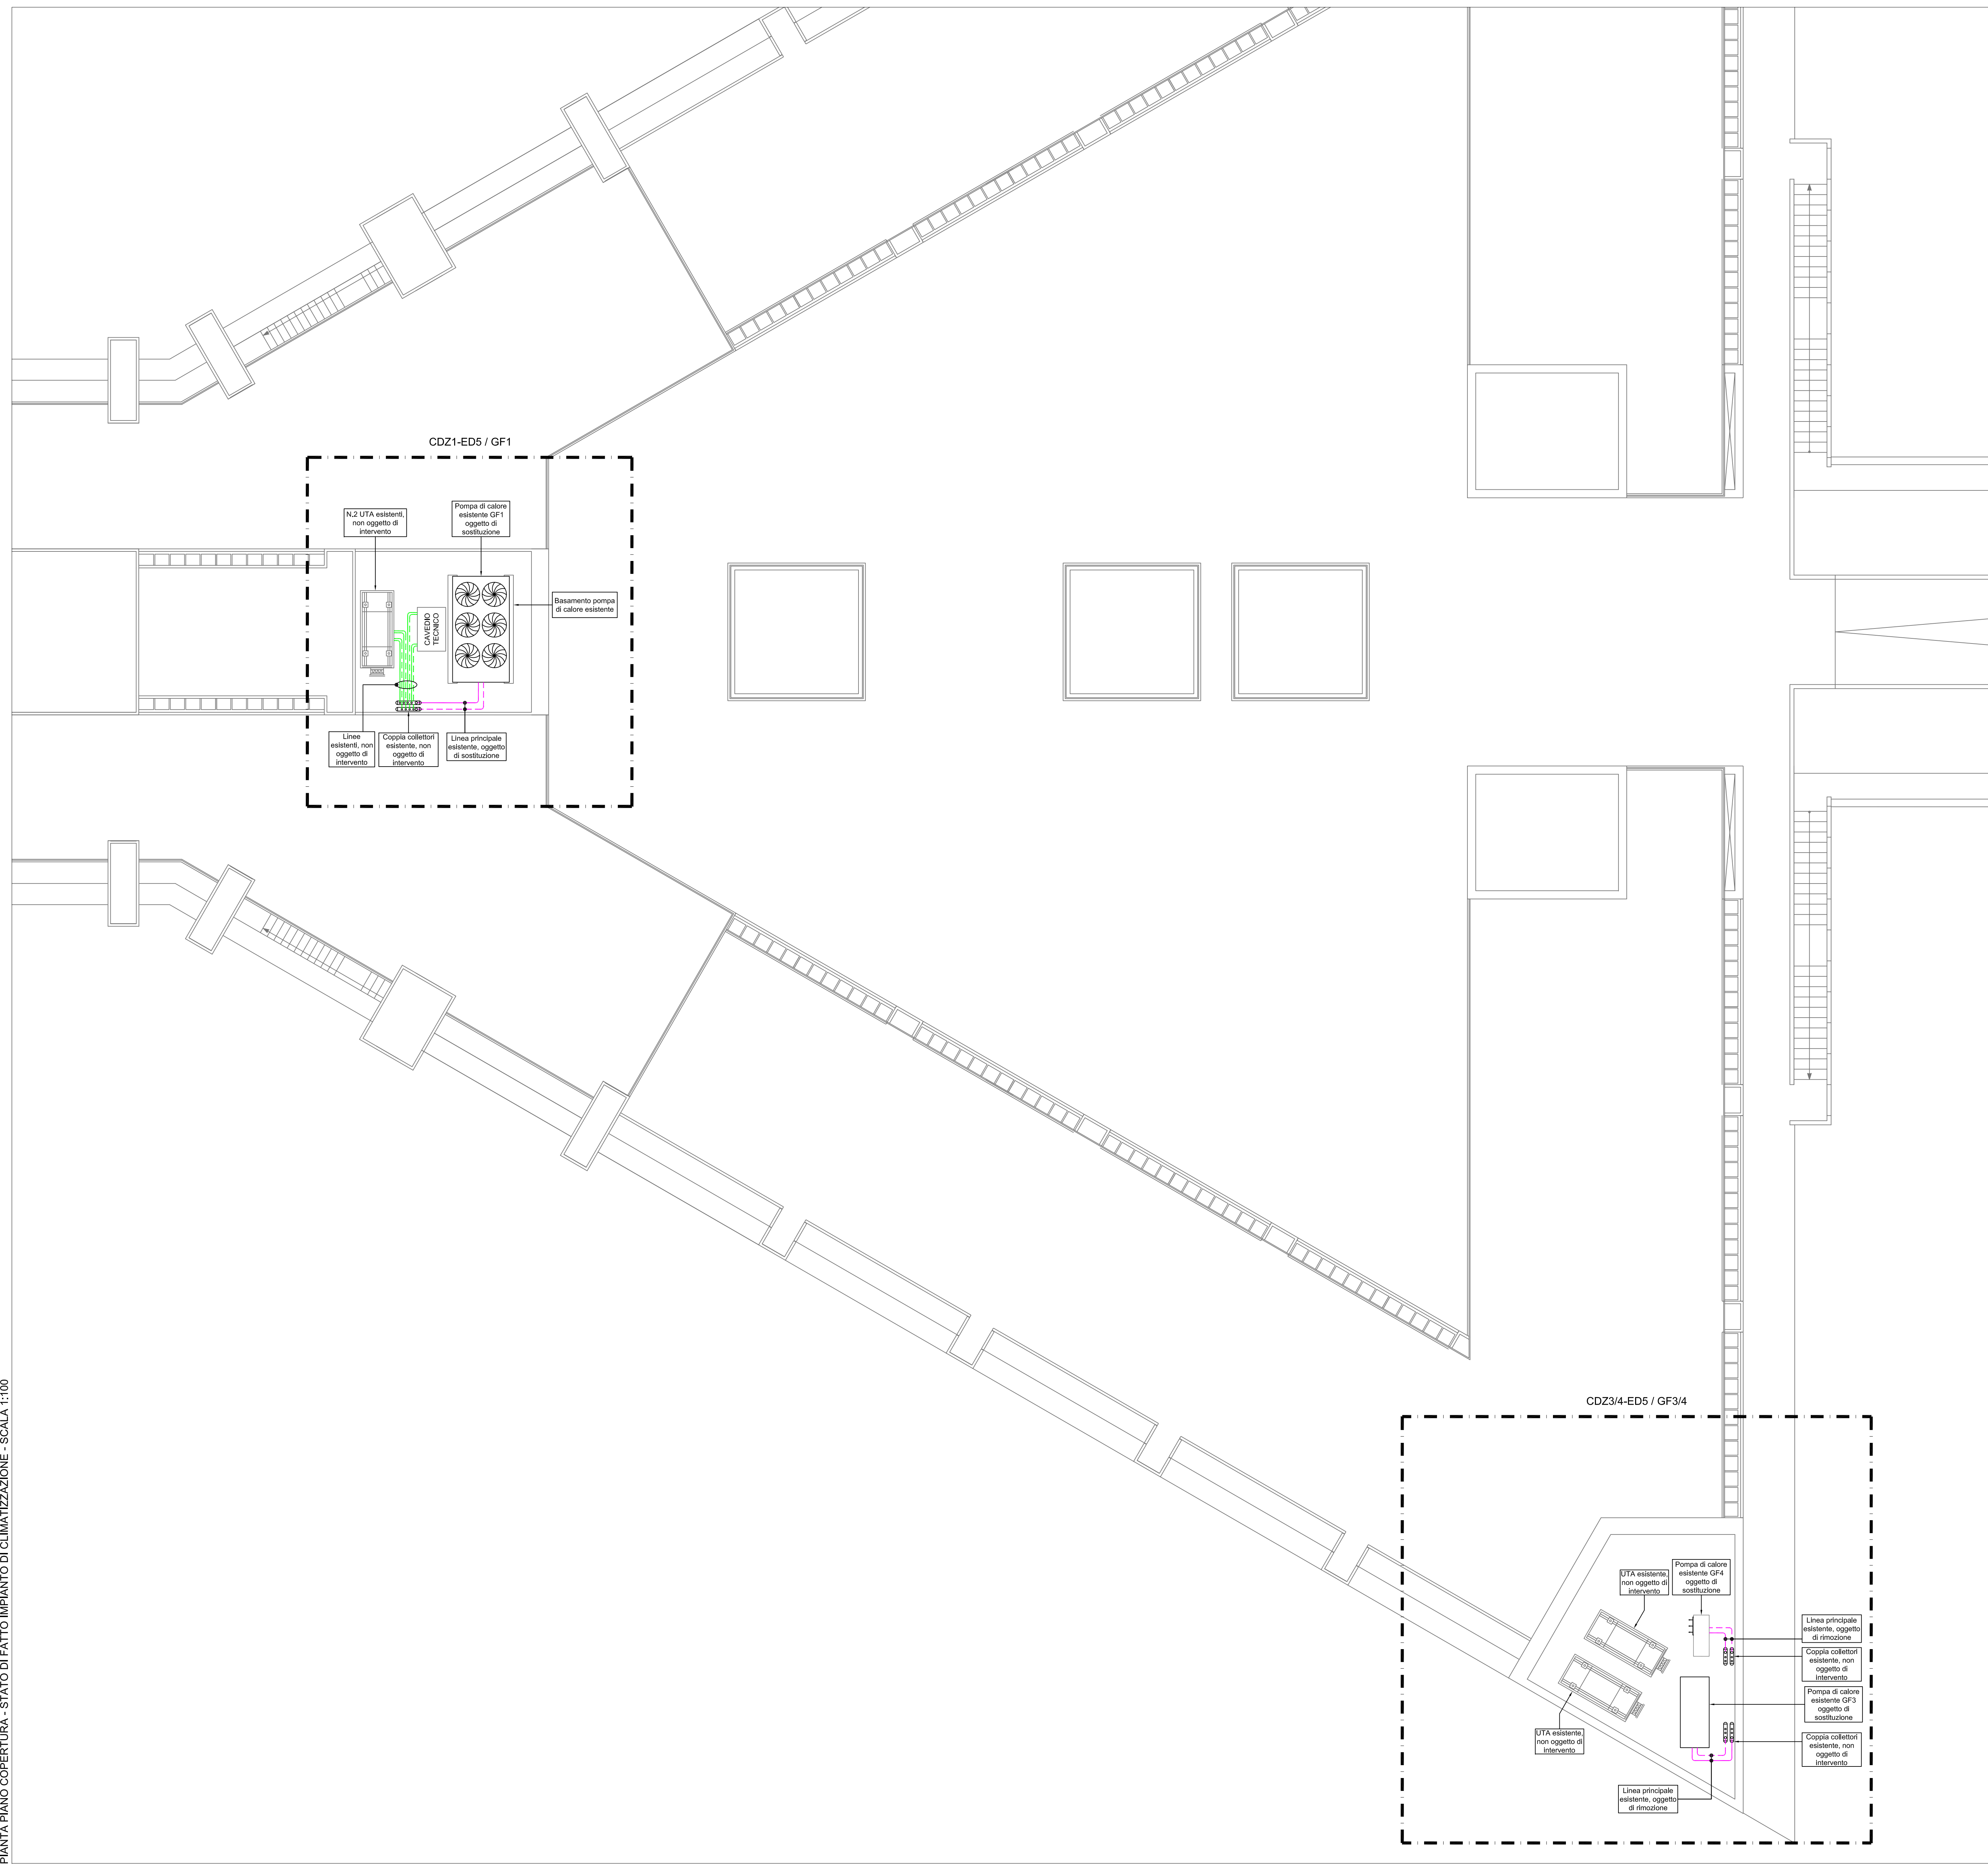 CDZ1-ED5 / GF1
N.2 UTA esistenti,
non oggetto di
intervento
Pompa di calore
esistente GF1
oggetto di
sostituzione
Basamento pompa
di calore esistente
CAVEDIO
TECNICO
Linee
esistenti, non
oggetto di
intervento
Coppia collettori
esistente, non
oggetto di
intervento
Linea principale
esistente, oggetto
di sostituzione
CDZ3/4-ED5 / GF3/4
UTA esistente,
non oggetto di
intervento
Pompa di calore
esistente GF4
oggetto di
sostituzione
Linea principale
esistente, oggetto
di rimozione
Coppia collettori
esistente, non
oggetto di
intervento
Pompa di calore
esistente GF3
oggetto di
sostituzione
UTA esistente,
non oggetto di
intervento
Coppia collettori
esistente, non
oggetto di
intervento
Linea principale
esistente, oggetto
di rimozione
PIANTA PIANO COPERTURA - STATO DI FATTO IMPIANTO DI CLIMATIZZAZIONE - SCALA 1:100